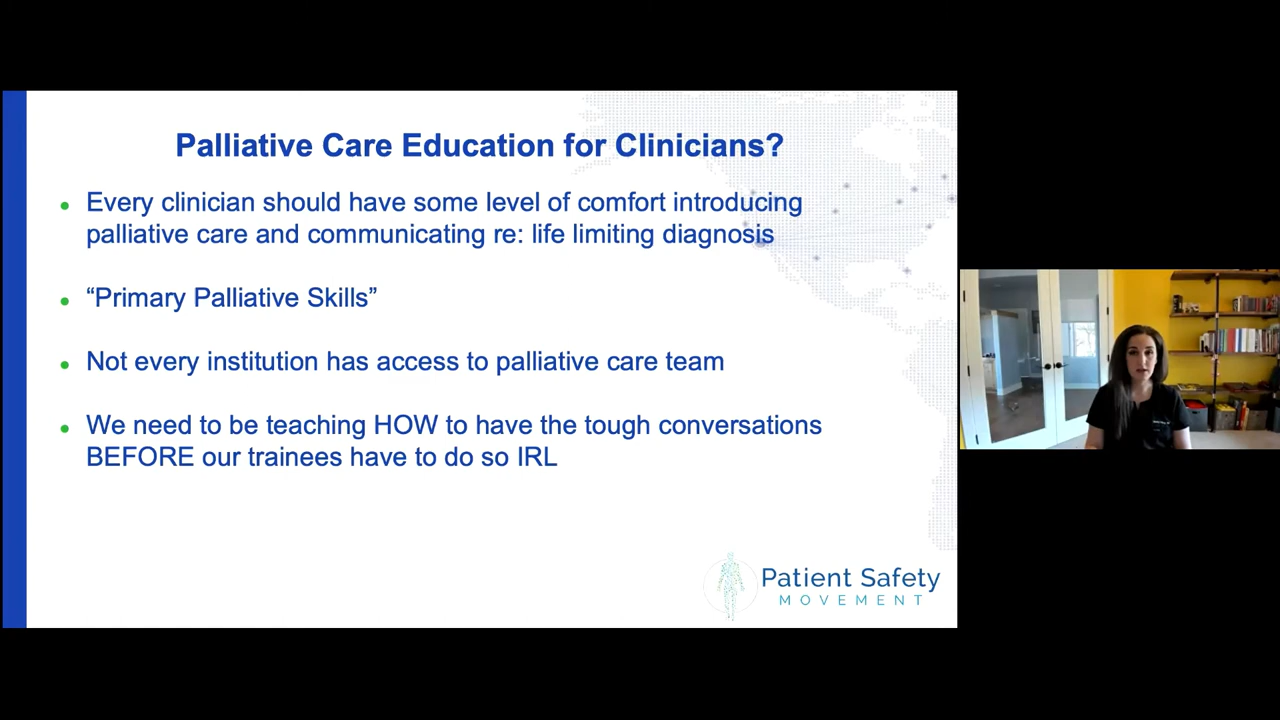 Palliative Care Education for Clinicians?
• Every clinician should have some level of comfort introducing
palliative care and communicating re: life limiting diagnosis
• “Primary Palliative Skills”
• Not every institution has access to palliative care team
• We need to be teaching HOW to have the tough conversations
BEFORE our trainees have to do so IRL
Patient Safety
MOVEMENT